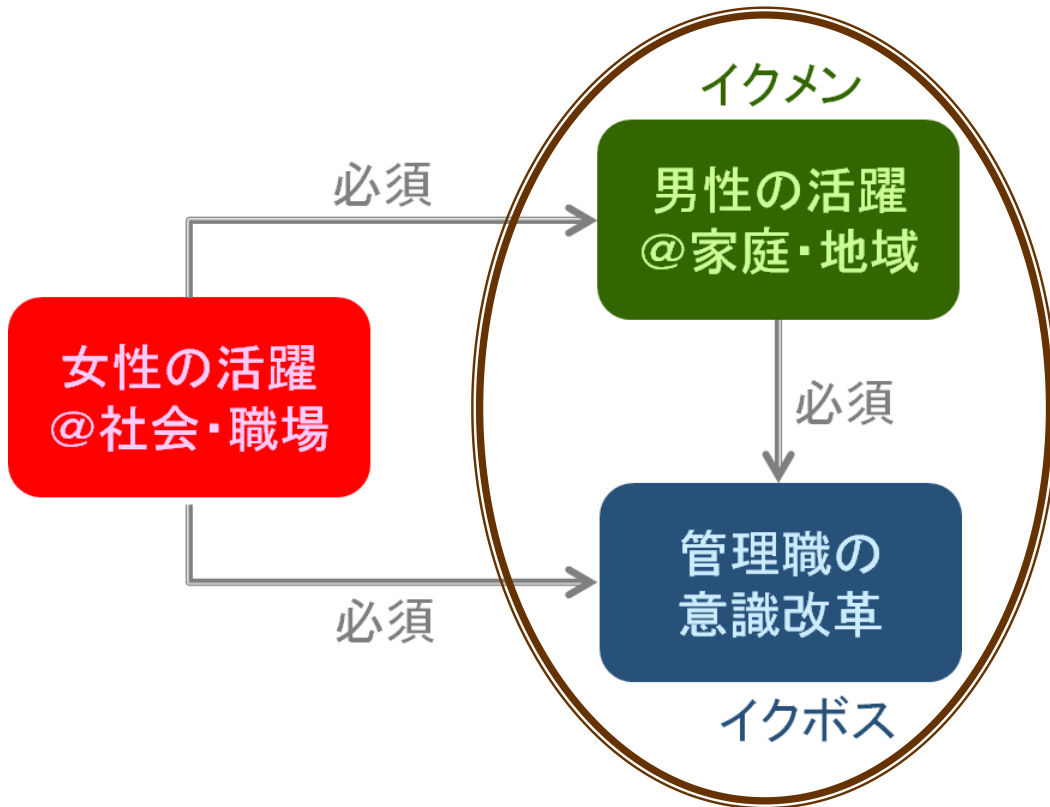 イクメン
必須
男性の活躍
@家庭・地域
女性の活躍
@社会・職場
必須
管理職の
意識改革
必須
イクボス